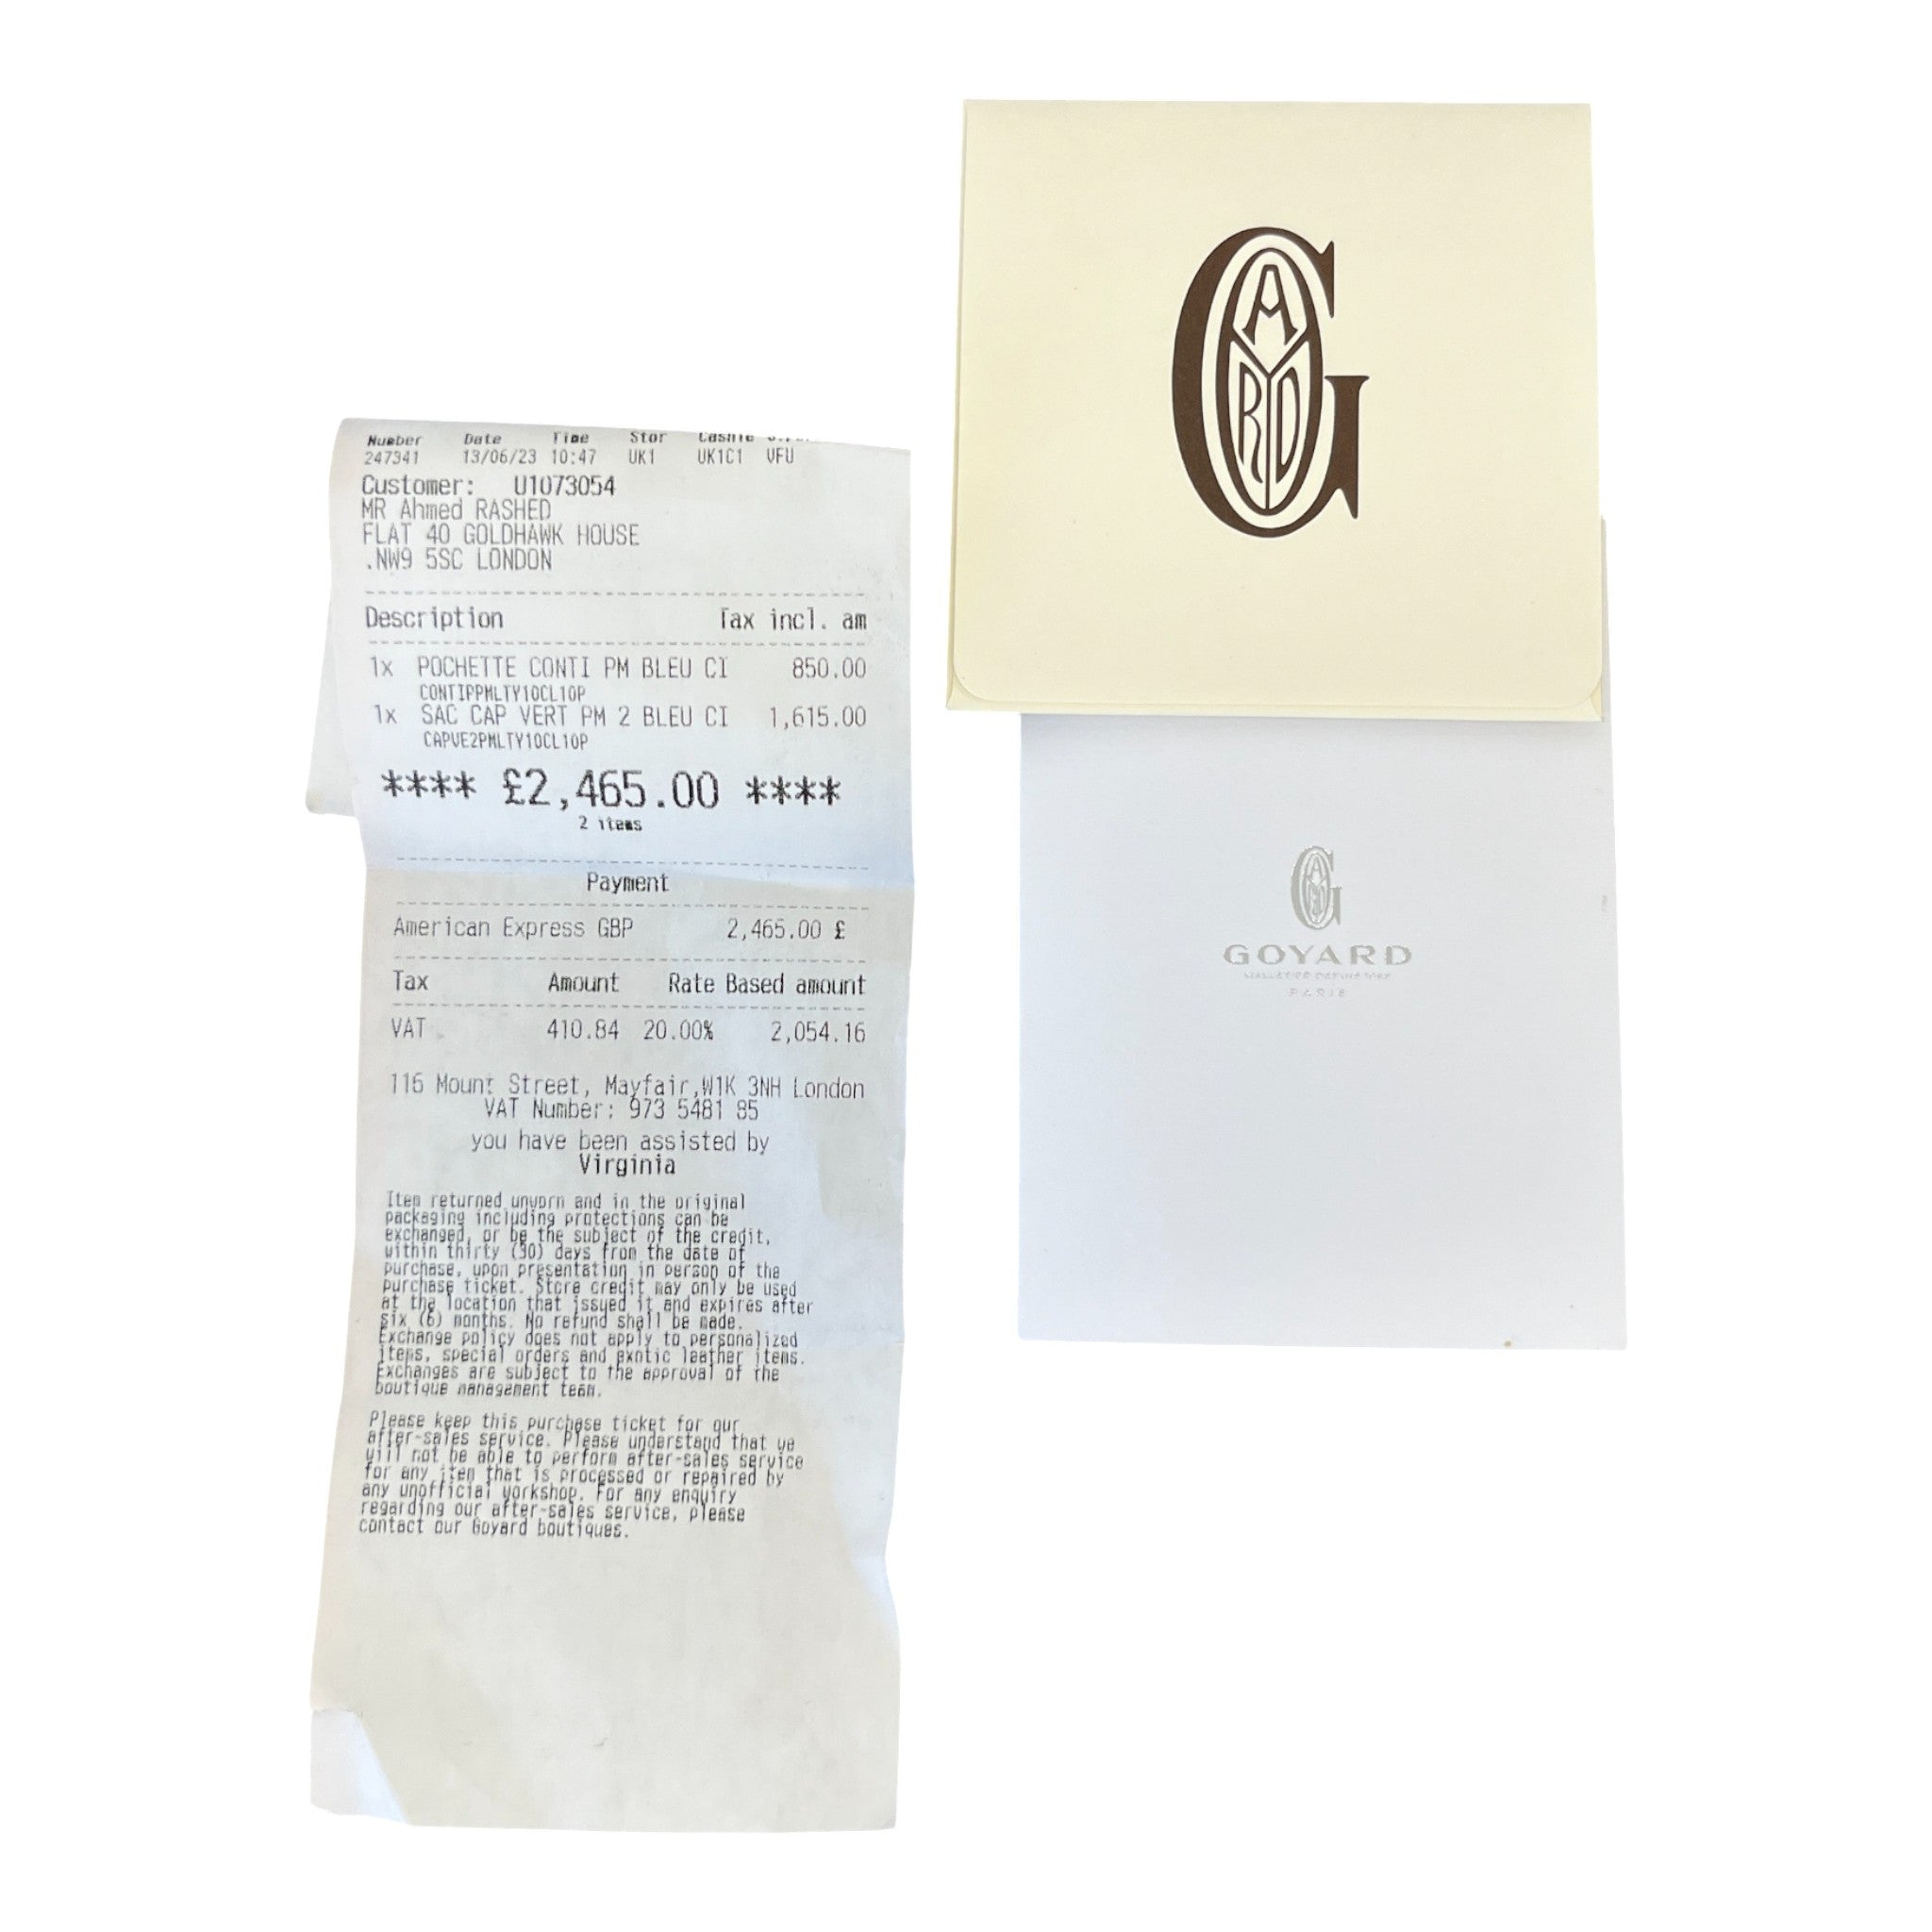 Number Date Time Stor Cashie
247341 13/06/23 10:47 UK1 UK1C1 VFU
Customer: U1073054
MR Ahmed RASHED
FLAT 40 GOLDHAWK HOUSE
.NW9 5SC LONDON
Description Tax incl. am
1x POCHETTE CONTI PM BLEU CI 850.00
CONTIPPMLTY10CL10P
1x SAC CAP VERT PM 2 BLEU CI 1,615.00
CAPVE2PMLTY10CL10P
**** £2,465.00 ****
2 items
Payment
American Express GBP 2,465.00 £
Tax Amount Rate Based amount
VAT 410.84 20.00% 2,054.16
116 Mount Street, Mayfair,W1K 3NH London
VAT Number: 973 5481 85
you have been assisted by
Virginia
Item returned unworn and in the original
packaging including protections can be
exchanged, or be the subject of the credit,
within thirty (30) days from the date of
purchase, upon presentation in person of the
purchase ticket. Store credit may only be used
at the location that issued it and expires after
six (6) months. No refund shall be made.
Exchange policy does not apply to personalized
items, special orders and exotic leather items.
Exchanges are subject to the approval of the
boutique management team.
Please keep this purchase ticket for our
after-sales service. Please understand that we
will not be able to perform after-sales service
for any item that is processed or repaired by
any unofficial workshop. For any enquiry
regarding our after-sales service, please
contact our Goyard boutiques.
GOYARD
GOYARD
GOYARD
PARIS